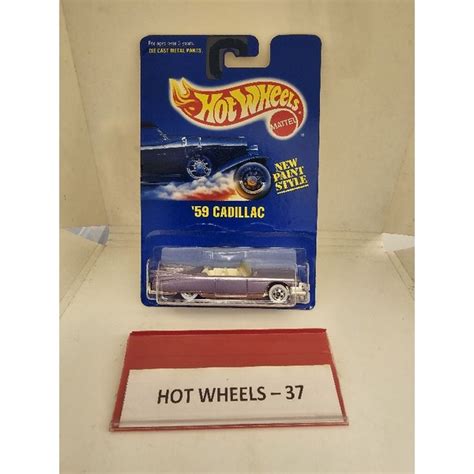 For ages over 3 years.
DIE CAST METAL PARTS.
HOT WHEELS
MATTEL
NEW
PAINT
STYLE
'59 CADILLAC
HOT WHEELS – 37